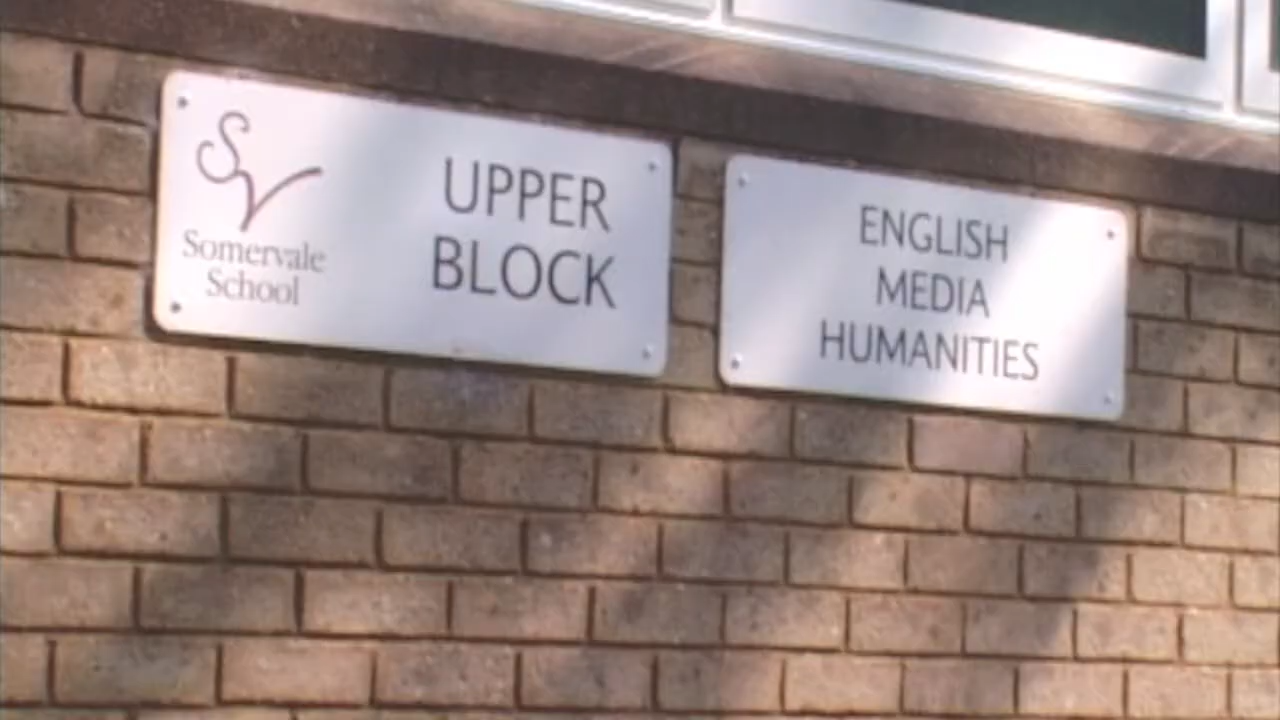 SV
Somervale
School
UPPER
BLOCK
ENGLISH
MEDIA
HUMANITIES